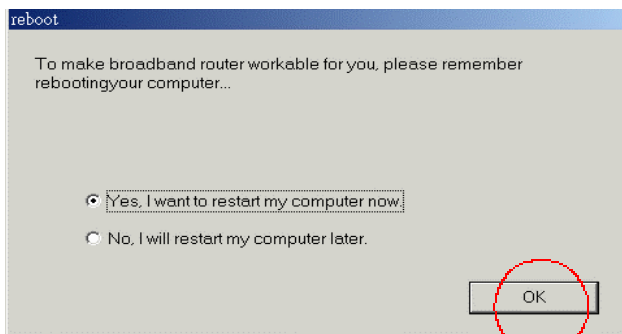 reboot
To make broadband router workable for you, please remember
rebootingyour computer...
Yes, I want to restart my computer now.
No, I will restart my computer later.
OK